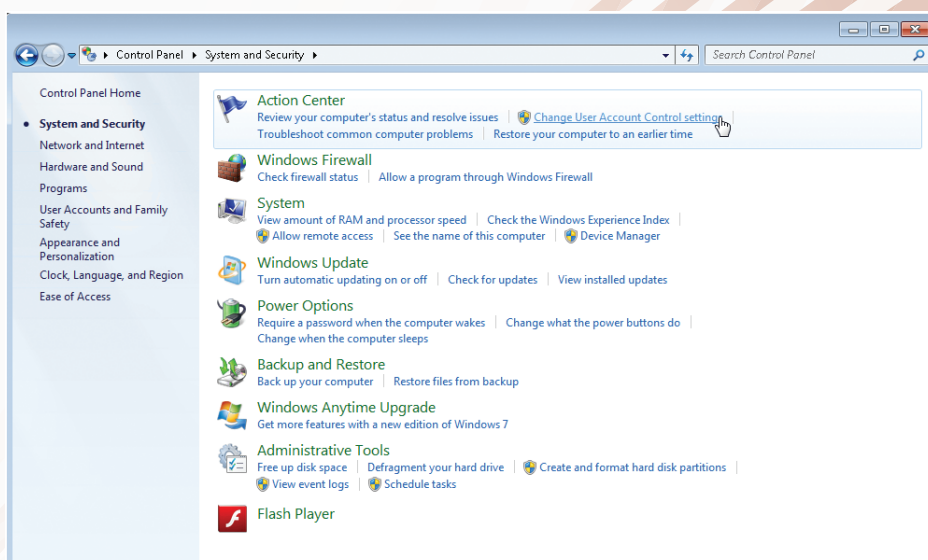 Control Panel ▸ System and Security ▸
Search Control Panel
Control Panel Home
System and Security
Network and Internet
Hardware and Sound
Programs
User Accounts and Family
Safety
Appearance and
Personalization
Clock, Language, and Region
Ease of Access
Action Center
Review your computer's status and resolve issues | Change User Account Control settings
Troubleshoot common computer problems | Restore your computer to an earlier time
Windows Firewall
Check firewall status | Allow a program through Windows Firewall
System
View amount of RAM and processor speed | Check the Windows Experience Index
Allow remote access | See the name of this computer | Device Manager
Windows Update
Turn automatic updating on or off | Check for updates | View installed updates
Power Options
Require a password when the computer wakes | Change what the power buttons do
Change when the computer sleeps
Backup and Restore
Back up your computer | Restore files from backup
Windows Anytime Upgrade
Get more features with a new edition of Windows 7
Administrative Tools
Free up disk space | Defragment your hard drive | Create and format hard disk partitions
View event logs | Schedule tasks
Flash Player